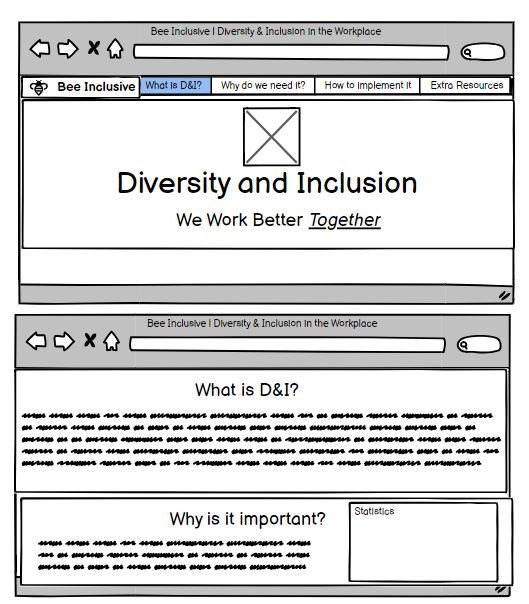 Bee Inclusive | Diversity & Inclusion in the Workplace
Bee Inclusive What is D&I? Why do we need it? How to implement it Extra Resources
Diversity and Inclusion
We Work Better Together
Bee Inclusive | Diversity & Inclusion in the Workplace
What is D&I?
Why is it important?
Statistics